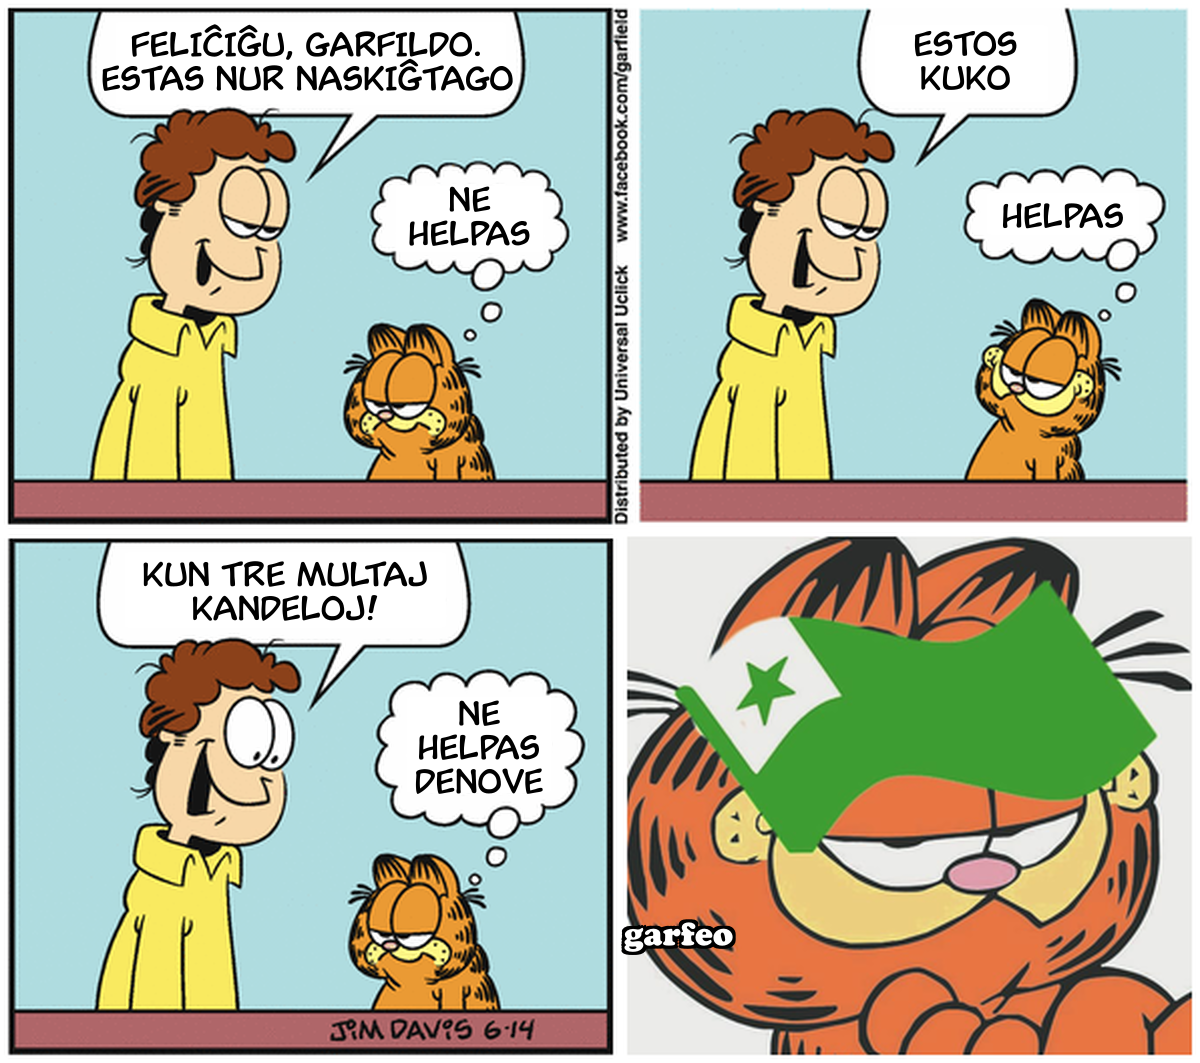 FELIĈIĜU, GARFILDO.
ESTAS NUR NASKIĜTAGO
NE
HELPAS
Distributed by Universal Uclick www.facebook.com/garfield
ESTOS
KUKO
HELPAS
KUN TRE MULTAJ
KANDELOJ!
NE
HELPAS
DENOVE
JIM DAVIS 6-14
garfeo